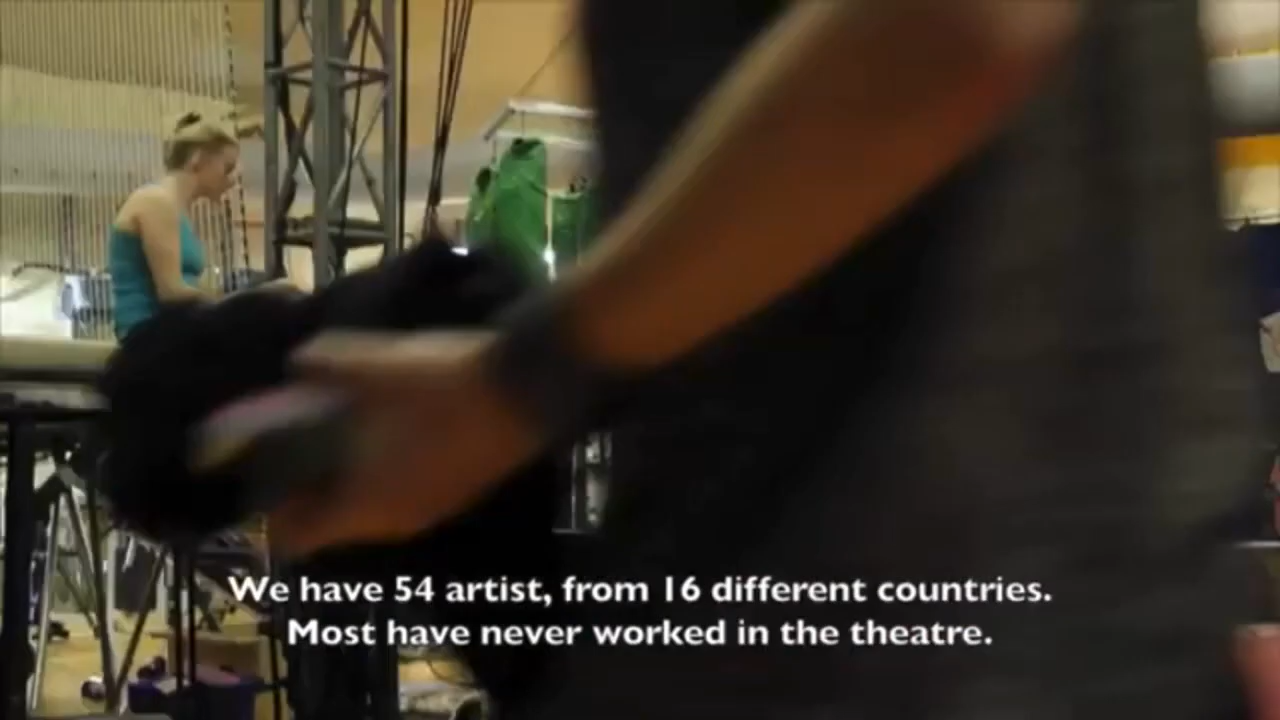 We have 54 artist, from 16 different countries.
Most have never worked in the theatre.